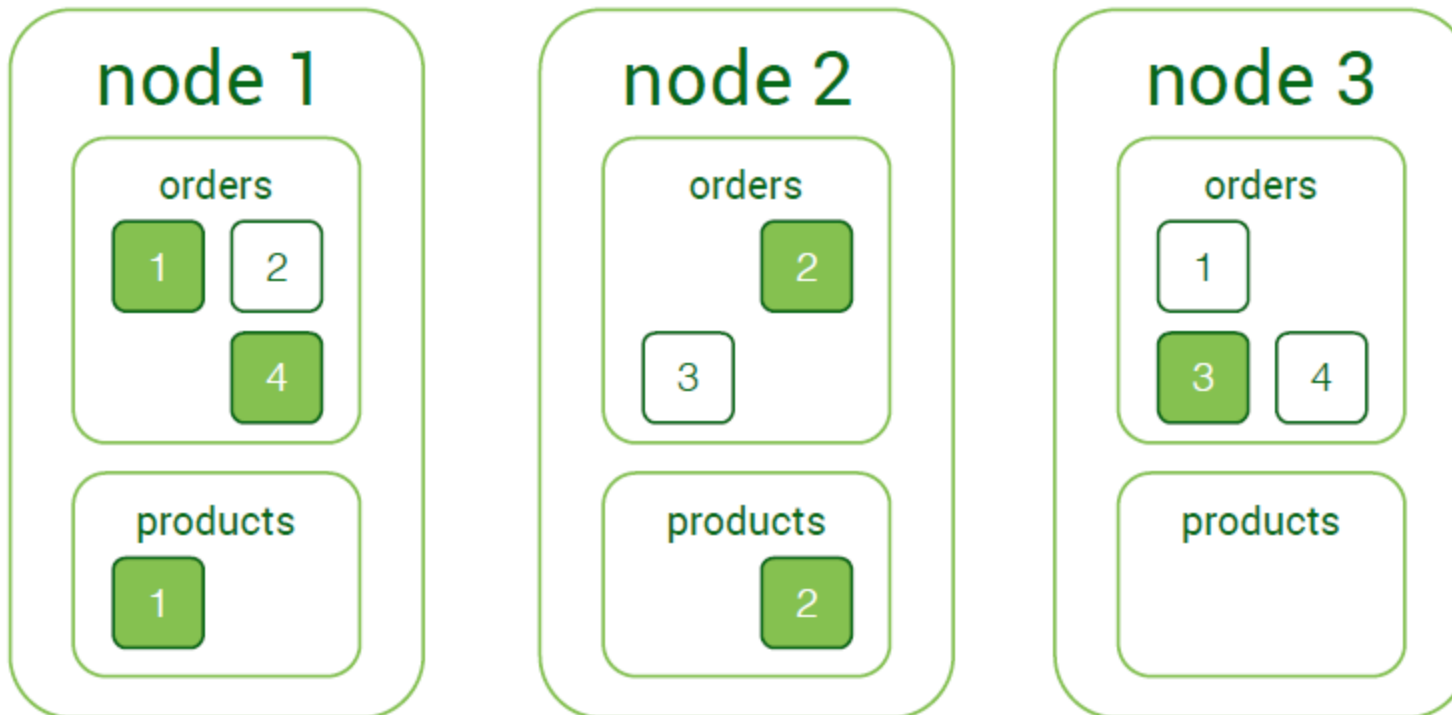 node 1
orders
1 2
4
products
1
node 2
orders
2
3
products
2
node 3
orders
1
3 4
products